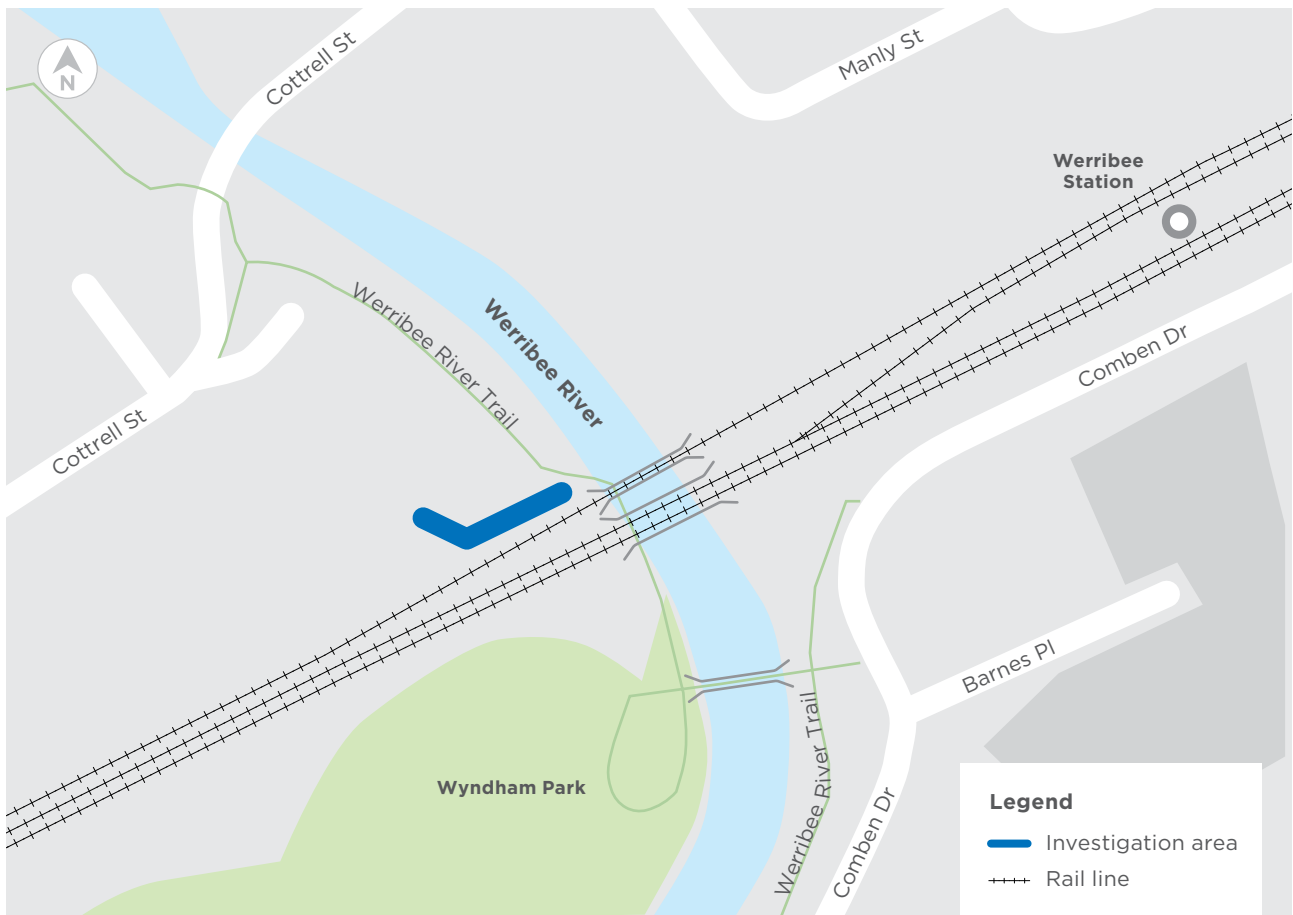 N
Cottrell St
Manly St
Werribee
Station
Werribee River Trail
Werribee River
Comben Dr
Cottrell St
Barnes Pl
Werribee River Trail
Wyndham Park
Comben Dr
Legend
Investigation area
Rail line